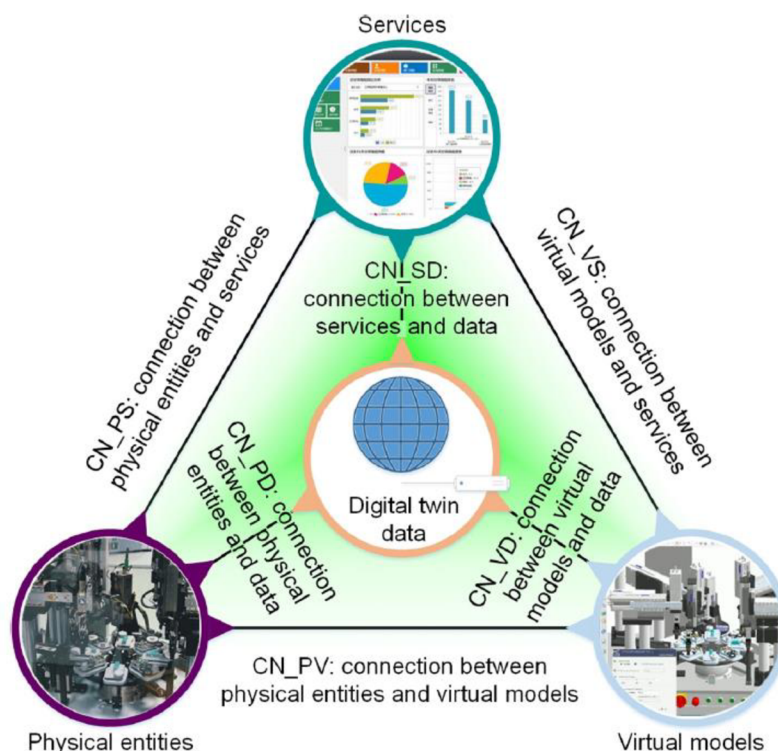 Services
CN_PS: connection between
physical entities and services
CN_SD:
connection between
services and data
CN_VS: connection between
virtual models and services
CN_PD: connection
between physical
entities and data
Digital twin
data
CN_VD: connection
between virtual
models and data
CN_PV: connection between
physical entities and virtual models
Physical entities
Virtual models